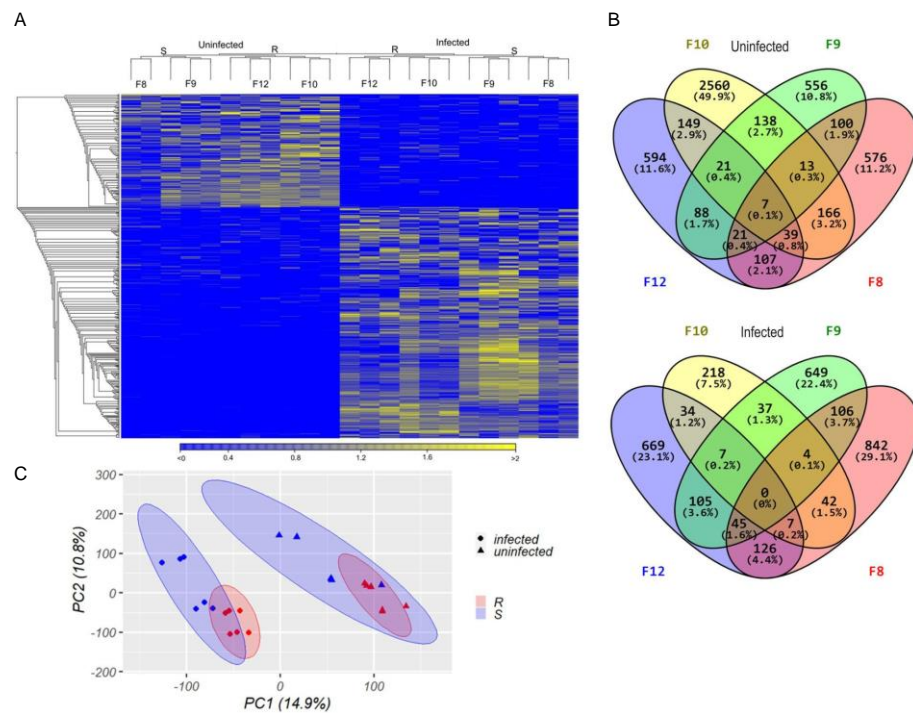 A
Uninfected
Infected
S
R
R
S
F8
F9
F12
F10
F12
F10
F9
F8
<0
0.4
0.8
1.2
1.6
>2
B
F10
Uninfected
F9
2560
(49.9%)
556
(10.8%)
149
(2.9%)
138
(2.7%)
100
(1.9%)
594
(11.6%)
21
(0.4%)
13
(0.3%)
576
(11.2%)
7
(0.1%)
88
(1.7%)
166
(3.2%)
21
(0.4%)
39
(0.8%)
107
(2.1%)
F12
F8
F10
Infected
F9
218
(7.5%)
649
(22.4%)
34
(1.2%)
37
(1.3%)
106
(3.7%)
669
(23.1%)
7
(0.2%)
4
(0.1%)
842
(29.1%)
0
(0%)
105
(3.6%)
42
(1.5%)
45
(1.6%)
7
(0.2%)
126
(4.4%)
F12
F8
C
300
200
100
0
-100
-200
PC2 (10.8%)
-100
0
100
PC1 (14.9%)
infected
uninfected
R
S